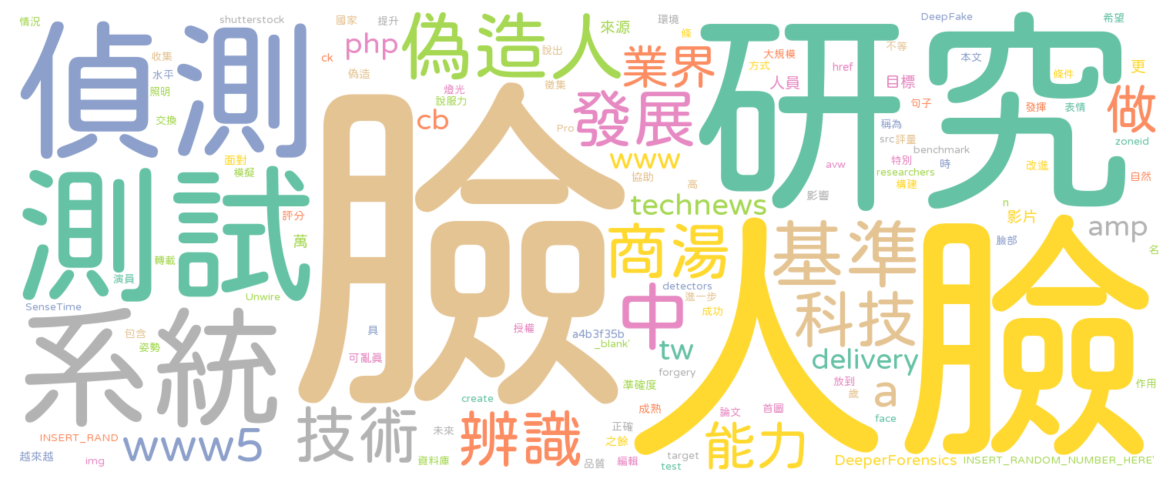 情況
shutterstock
國家
提升
偽造人
來源
環境
DeepFake
希望
偵測
收集
水平
照明
交換
php
ck
偽造
說出
徵集
條
業界
大規模
方式
人員
href
不等
目標
研究
本文
條件
更
燈光
說服力
cb
Pro
發展
句子
稱為
src
評量
benchmark
時
發揮
表情
做
zoneid
面對
模擬
www
協助
高
avw
特別
researchers
構建
改進
自然
測試
評分
萬
臉
technews
影響
n
影片
amp
名
演員
轉載
Unwire
SenseTime
商湯
基準
人臉
臉部
detectors
進一步
成功
科技
系統
包含
姿勢
具
可亂真
授權
a4b3f35b
_blank'
中
tw
forgery
delivery
準確度
放到
歲
a
作用
create
技術
未來
辨識
成熟
論文
首圖
face
INSERT_RAND
www5
越來越
img
資料庫
正確
之餘
品質
編輯
target
test
能力
DeeperForensics
INSERT_RANDOM_NUMBER_HERE'